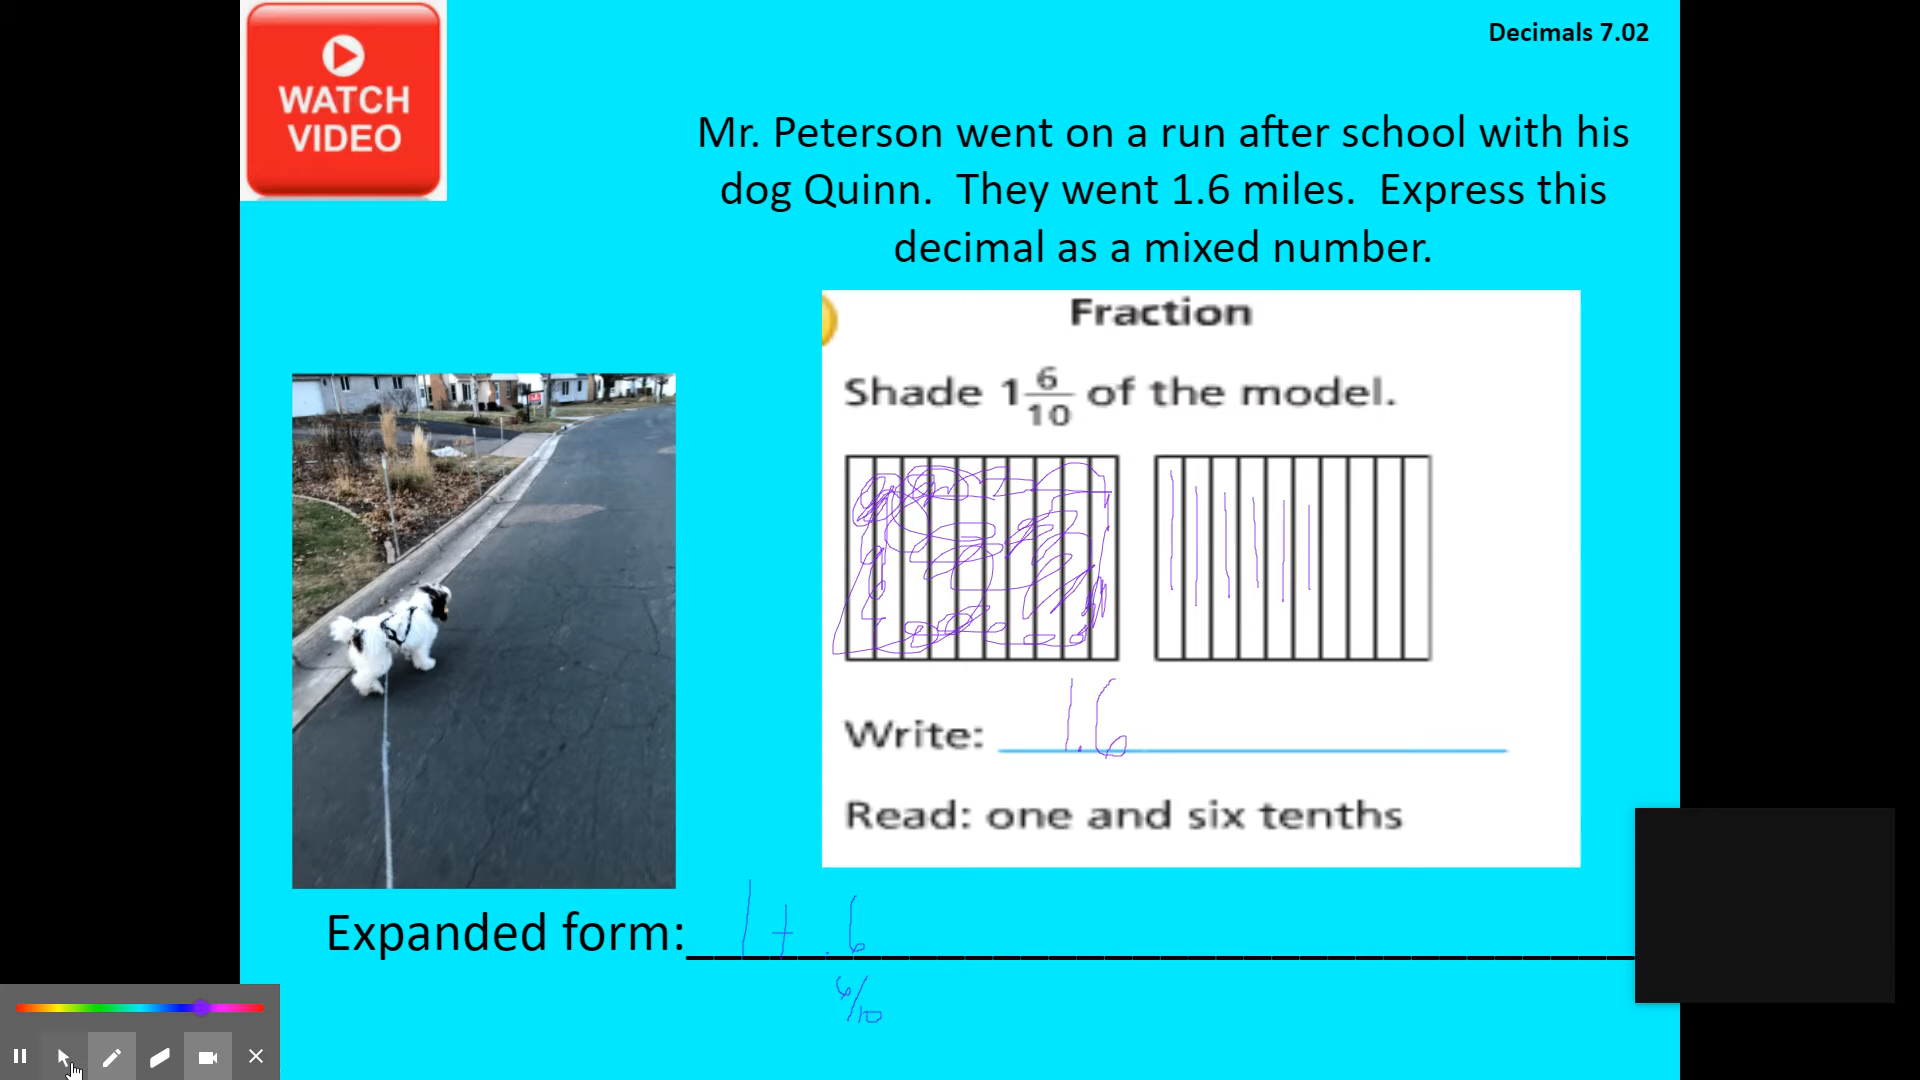 WATCH
VIDEO
Decimals 7.02
Mr. Peterson went on a run after school with his
dog Quinn. They went 1.6 miles. Express this
decimal as a mixed number.
Fraction
Shade 1 6/10 of the model.
Write: 1.6
Read: one and six tenths
Expanded form: 1 + .6
6/10